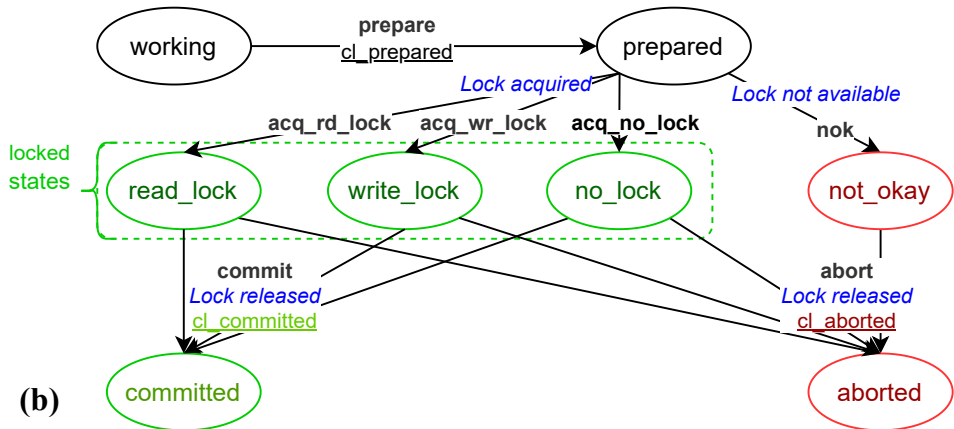 working
prepare
cl_prepared
prepared
Lock acquired
Lock not available
acq_rd_lock
acq_wr_lock
acq_no_lock
nok
locked
states
read_lock
write_lock
no_lock
not_okay
commit
Lock released
cl_committed
abort
Lock released
cl_aborted
(b)
committed
aborted